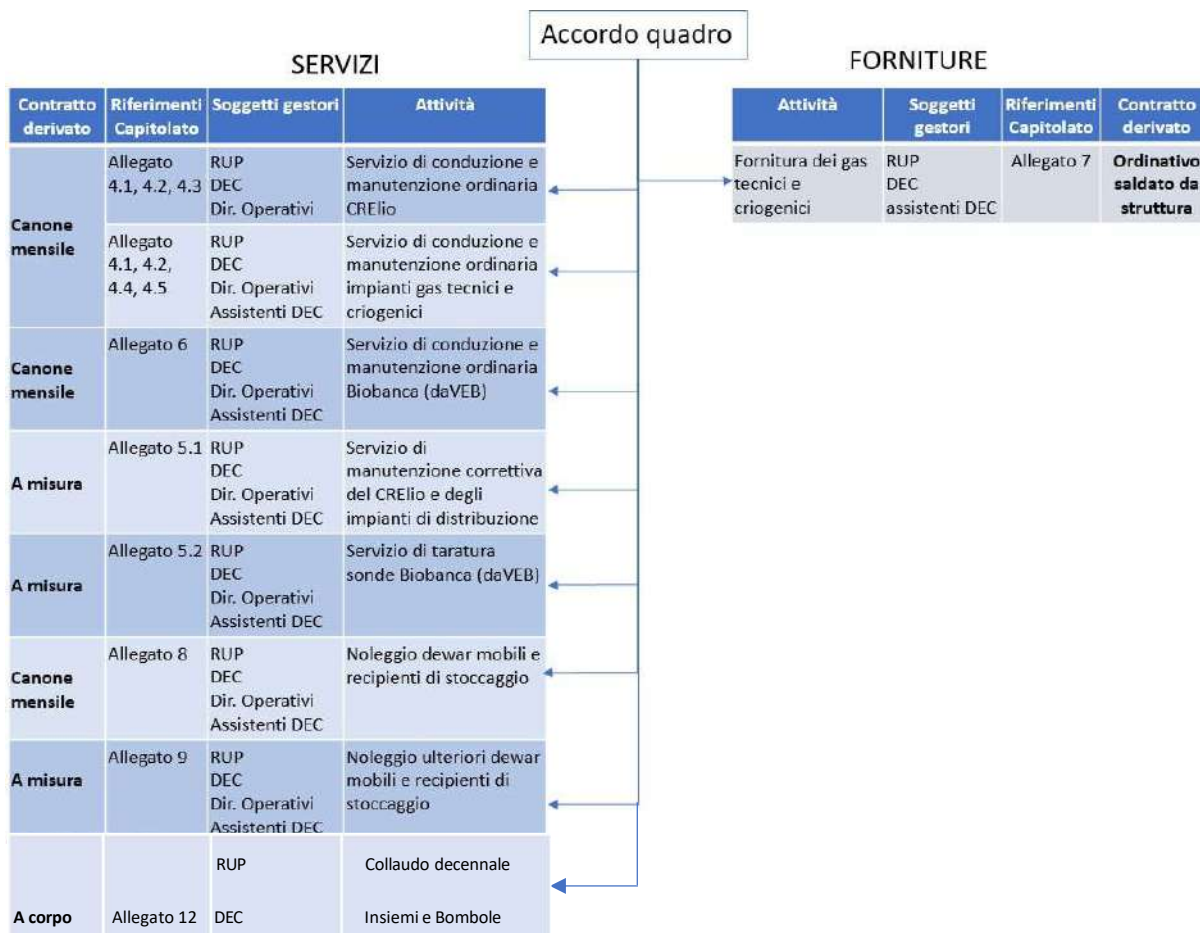 Accordo quadro
SERVIZI
Contratto derivato | Riferimenti Capitolato | Soggetti gestori | Attività
Canone mensile
Allegato
4.1, 4.2, 4.3
RUP
DEC
Dir. Operativi
Servizio di conduzione e
manutenzione ordinaria
CRElio
Allegato
4.1, 4.2,
4.4, 4.5
RUP
DEC
Dir. Operativi
Assistenti DEC
Servizio di conduzione e
manutenzione ordinaria
impianti gas tecnici e
criogenici
Canone
mensile
Allegato 6
RUP
DEC
Dir. Operativi
Assistenti DEC
Servizio di conduzione e
manutenzione ordinaria
Biobanca (daVEB)
A misura
Allegato 5.1
RUP
DEC
Dir. Operativi
Assistenti DEC
Servizio di
manutenzione correttiva
del CRElio e degli
impianti di distribuzione
A misura
Allegato 5.2
RUP
DEC
Dir. Operativi
Assistenti DEC
Servizio di taratura
sonde Biobanca (daVEB)
Canone
mensile
Allegato 8
RUP
DEC
Dir. Operativi
Assistenti DEC
Noleggio dewar mobili e
recipienti di stoccaggio
A misura
Allegato 9
RUP
DEC
Dir. Operativi
Assistenti DEC
Noleggio ulteriori dewar
mobili e recipienti di
stoccaggio
A corpo
Allegato 12
RUP
DEC
Collaudo decennale
Insiemi e Bombole
FORNITURE
Attività | Soggetti gestori | Riferimenti Capitolato | Contratto derivato
Fornitura dei gas
tecnici e
criogenici
RUP
DEC
assistenti DEC
Allegato 7
Ordinativo
saldato da
struttura